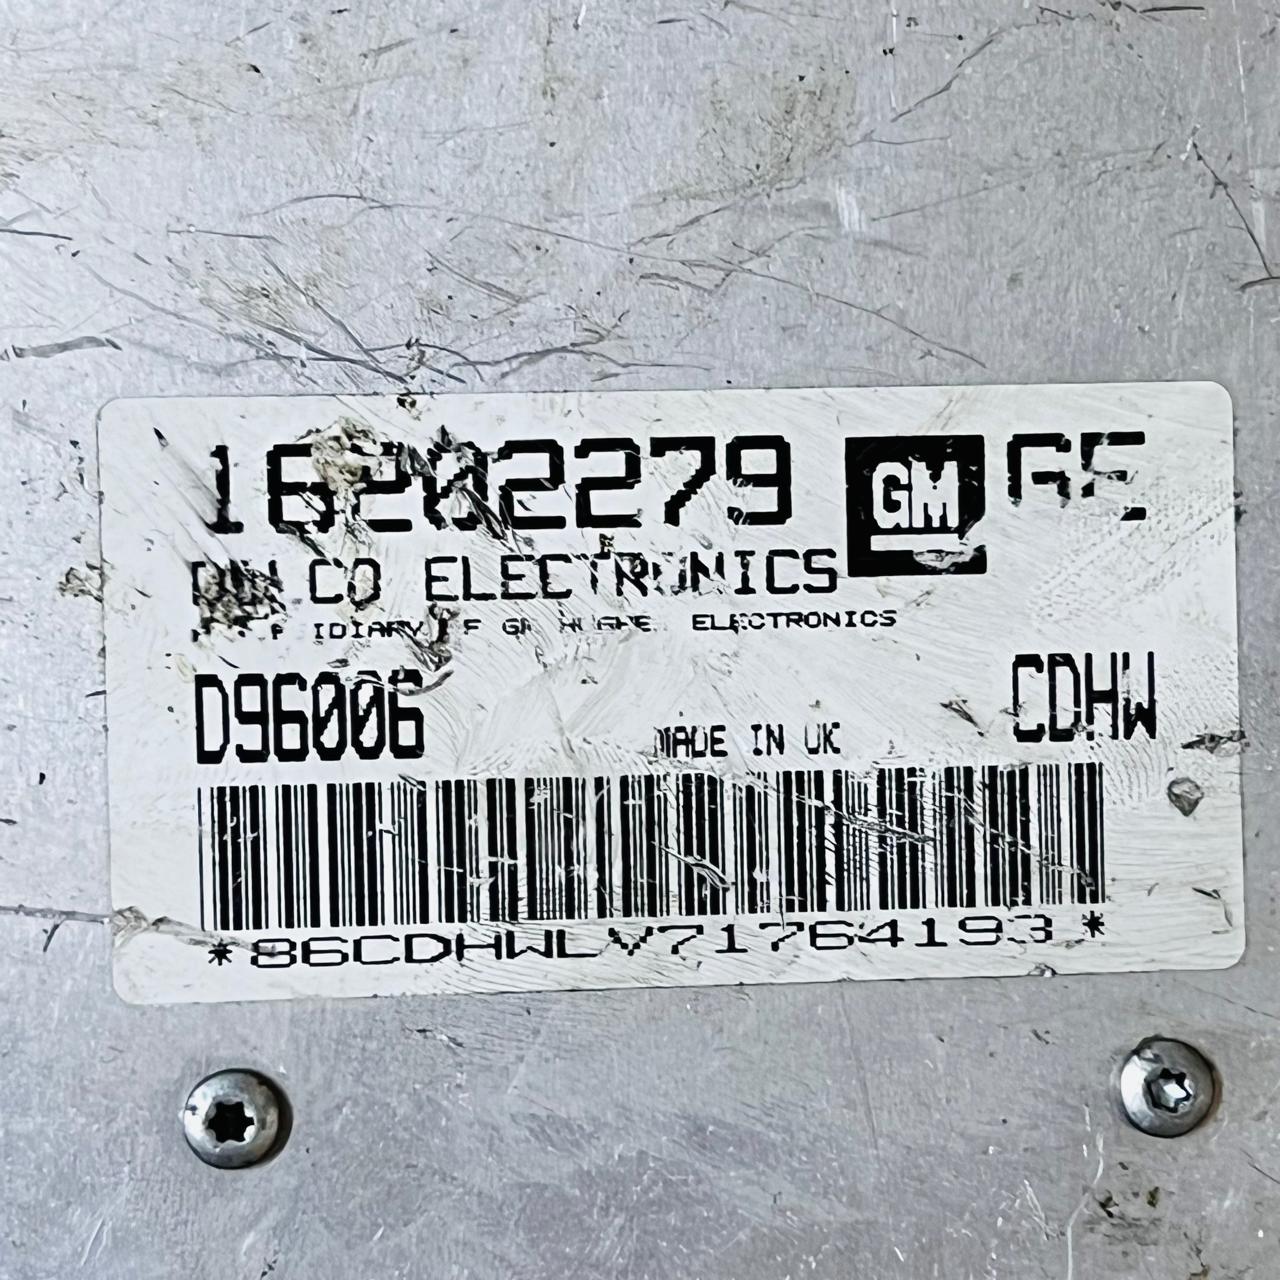 16202279 GM GE
CO ELECTRONICS
ELECTRONICS
D96006 MADE IN UK CDHW
*86CDHWLV71764193*